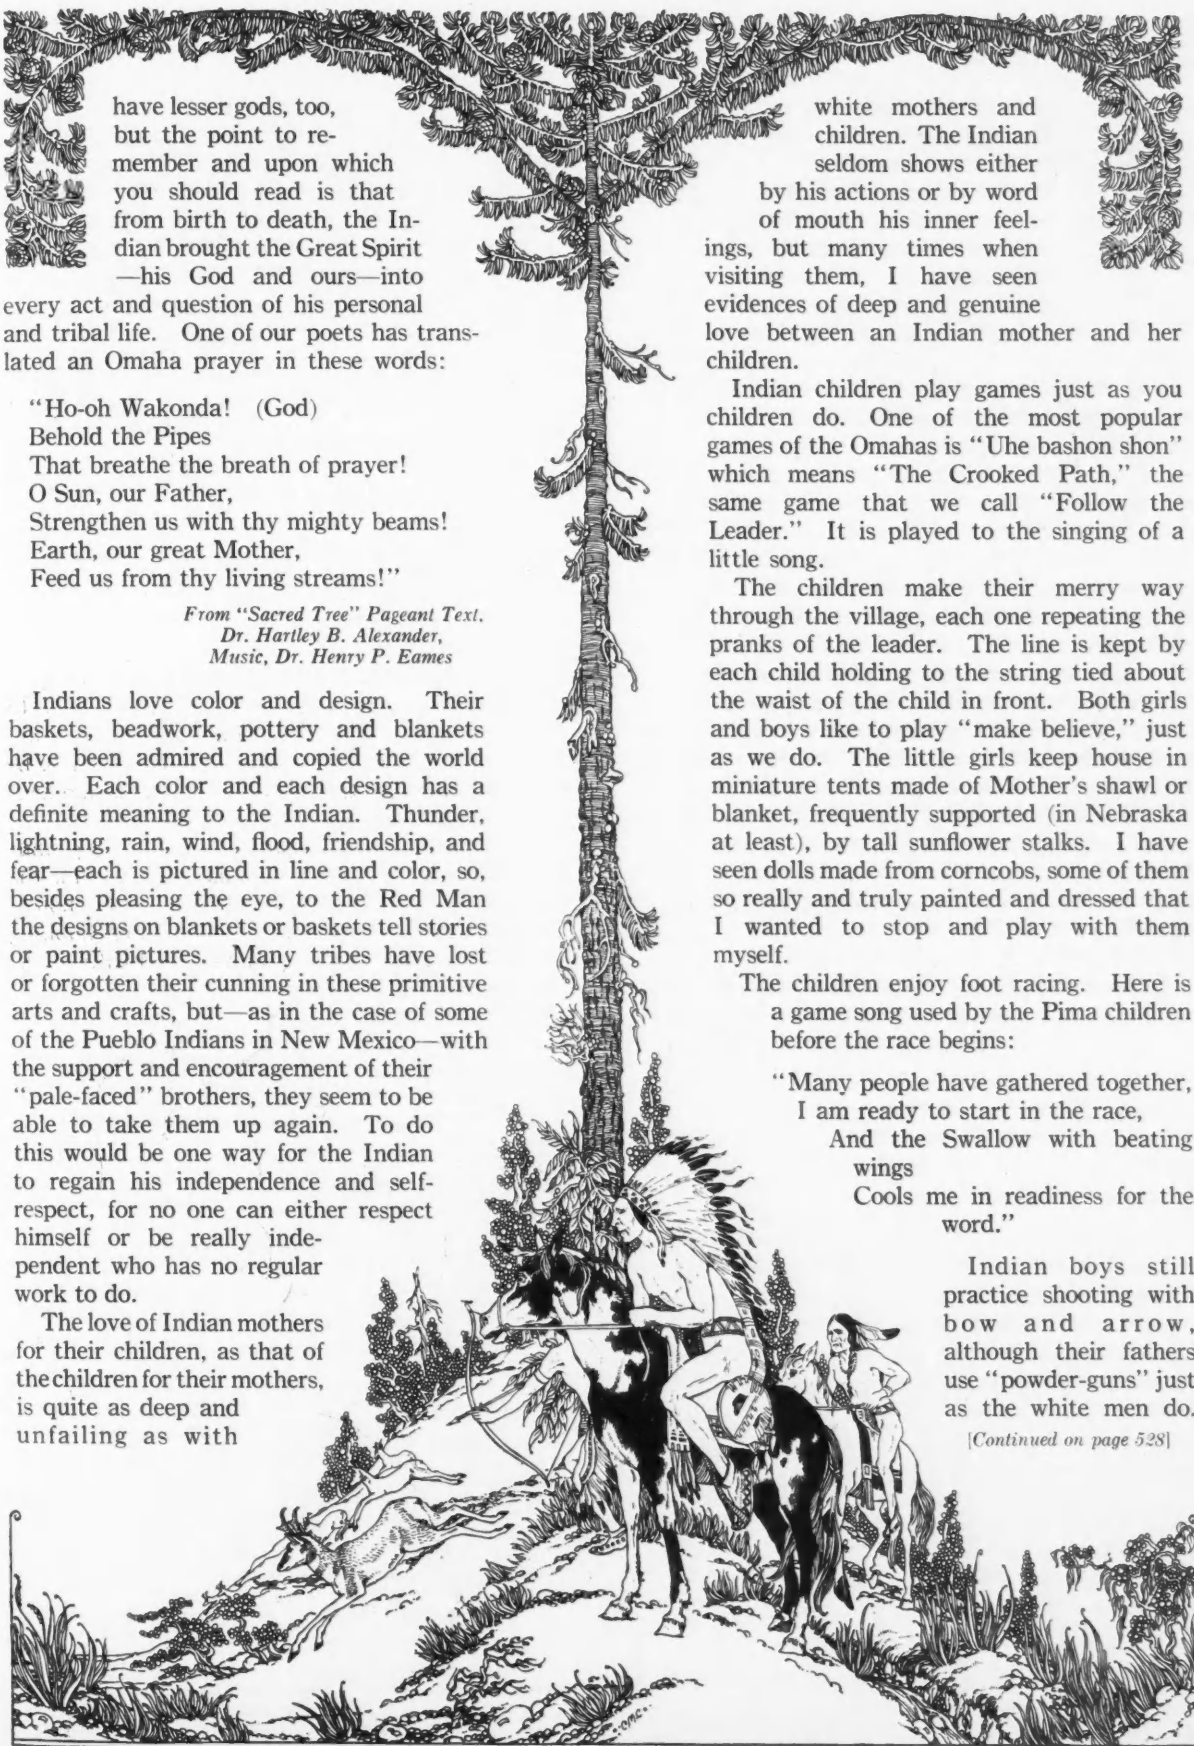 have lesser gods, too,
but the point to re-
member and upon which
you should read is that
from birth to death, the In-
dian brought the Great Spirit
—his God and ours—into
every act and question of his personal
and tribal life. One of our poets has trans-
lated an Omaha prayer in these words:
"Ho-oh Wakonda! (God)
Behold the Pipes
That breathe the breath of prayer!
O Sun, our Father,
Strengthen us with thy mighty beams!
Earth, our great Mother,
Feed us from thy living streams!"
From "Sacred Tree" Pageant Text.
Dr. Hartley B. Alexander,
Music, Dr. Henry P. Eames
Indians love color and design. Their
baskets, beadwork, pottery and blankets
have been admired and copied the world
over. Each color and each design has a
definite meaning to the Indian. Thunder,
lightning, rain, wind, flood, friendship, and
fear—each is pictured in line and color, so,
besides pleasing the eye, to the Red Man
the designs on blankets or baskets tell stories
or paint pictures. Many tribes have lost
or forgotten their cunning in these primitive
arts and crafts, but—as in the case of some
of the Pueblo Indians in New Mexico—with
the support and encouragement of their
"pale-faced" brothers, they seem to be
able to take them up again. To do
this would be one way for the Indian
to regain his independence and self-
respect, for no one can either respect
himself or be really inde-
pendent who has no regular
work to do.
The love of Indian mothers
for their children, as that of
the children for their mothers,
is quite as deep and
unfailing as with
white mothers and
children. The Indian
seldom shows either
by his actions or by word
of mouth his inner feel-
ings, but many times when
visiting them, I have seen
evidences of deep and genuine
love between an Indian mother and her
children.
Indian children play games just as you
children do. One of the most popular
games of the Omahas is "Uhe bashon shon"
which means "The Crooked Path," the
same game that we call "Follow the
Leader." It is played to the singing of a
little song.
The children make their merry way
through the village, each one repeating the
pranks of the leader. The line is kept by
each child holding to the string tied about
the waist of the child in front. Both girls
and boys like to play "make believe," just
as we do. The little girls keep house in
miniature tents made of Mother's shawl or
blanket, frequently supported (in Nebraska
at least), by tall sunflower stalks. I have
seen dolls made from corncobs, some of them
so really and truly painted and dressed that
I wanted to stop and play with them
myself.
The children enjoy foot racing. Here is
a game song used by the Pima children
before the race begins:
"Many people have gathered together,
I am ready to start in the race,
And the Swallow with beating
wings
Cools me in readiness for the
word."
Indian boys still
practice shooting with
bow and arrow,
although their fathers
use "powder-guns" just
as the white men do.
[Continued on page 528]